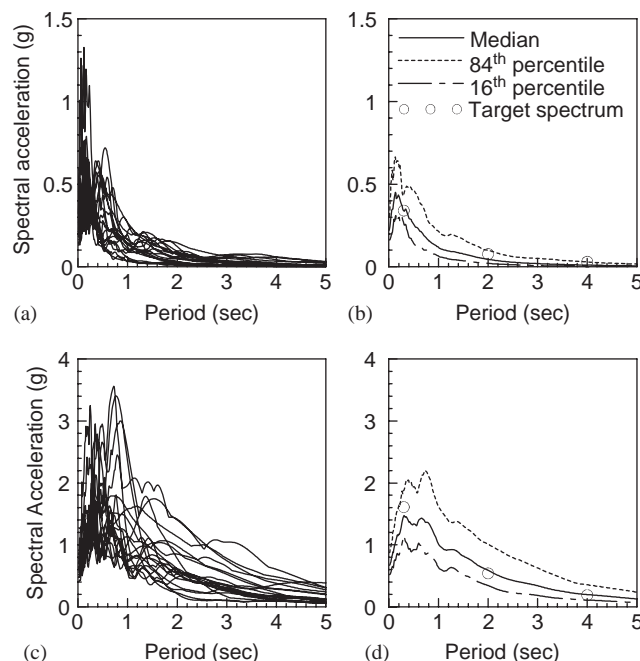 1.5
1
0.5
0
0 1 2 3 4 5
Spectral acceleration (g)
Period (sec)
(a)
1.5
1
0.5
0
0 1 2 3 4 5
Median
84th percentile
16th percentile
Target spectrum
Period (sec)
(b)
4
3
2
1
0
0 1 2 3 4 5
Spectral Acceleration (g)
Period (sec)
(c)
4
3
2
1
0
0 1 2 3 4 5
Period (sec)
(d)